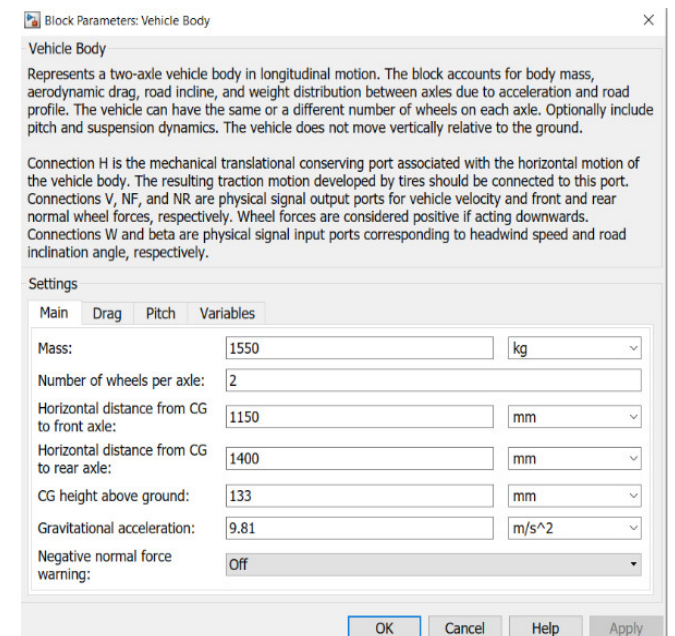 Block Parameters: Vehicle Body
Vehicle Body
Represents a two-axle vehicle body in longitudinal motion. The block accounts for body mass,
aerodynamic drag, road incline, and weight distribution between axles due to acceleration and road
profile. The vehicle can have the same or a different number of wheels on each axle. Optionally include
pitch and suspension dynamics. The vehicle does not move vertically relative to the ground.
Connection H is the mechanical translational conserving port associated with the horizontal motion of
the vehicle body. The resulting traction motion developed by tires should be connected to this port.
Connections V, NF, and NR are physical signal output ports for vehicle velocity and front and rear
normal wheel forces, respectively. Wheel forces are considered positive if acting downwards.
Connections W and beta are physical signal input ports corresponding to headwind speed and road
inclination angle, respectively.
Settings
Main Drag Pitch Variables
Mass: 1550 kg
Number of wheels per axle: 2
Horizontal distance from CG
to front axle: 1150 mm
Horizontal distance from CG
to rear axle: 1400 mm
CG height above ground: 133 mm
Gravitational acceleration: 9.81 m/s^2
Negative normal force
warning: Off
OK Cancel Help Apply